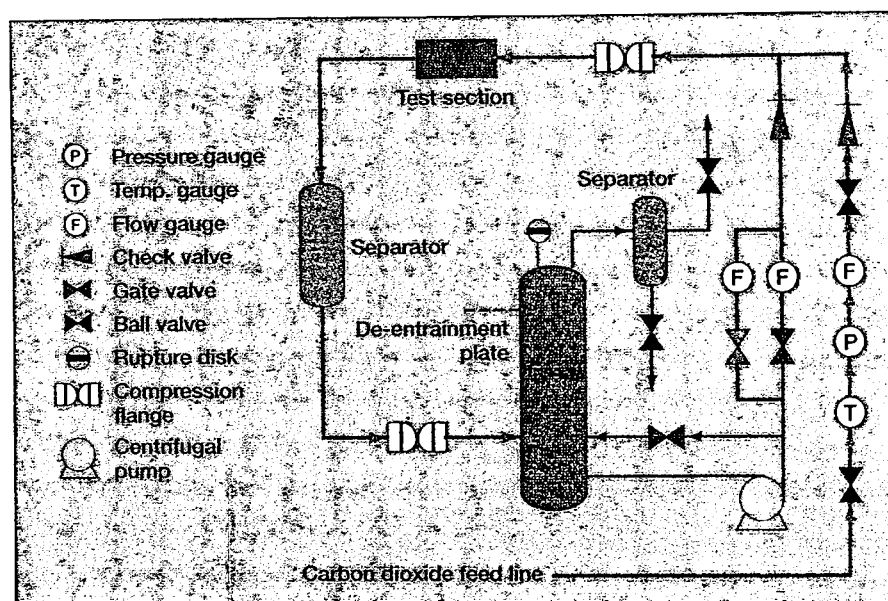 Test section
P Pressure gauge
T Temp. gauge
F Flow gauge
Check valve
Gate valve
Ball valve
Rupture disk
Compression
flange
Centrifugal
pump
Separator
Separator
De-entrainment
plate
F F F
P
T
Carbon dioxide feed line